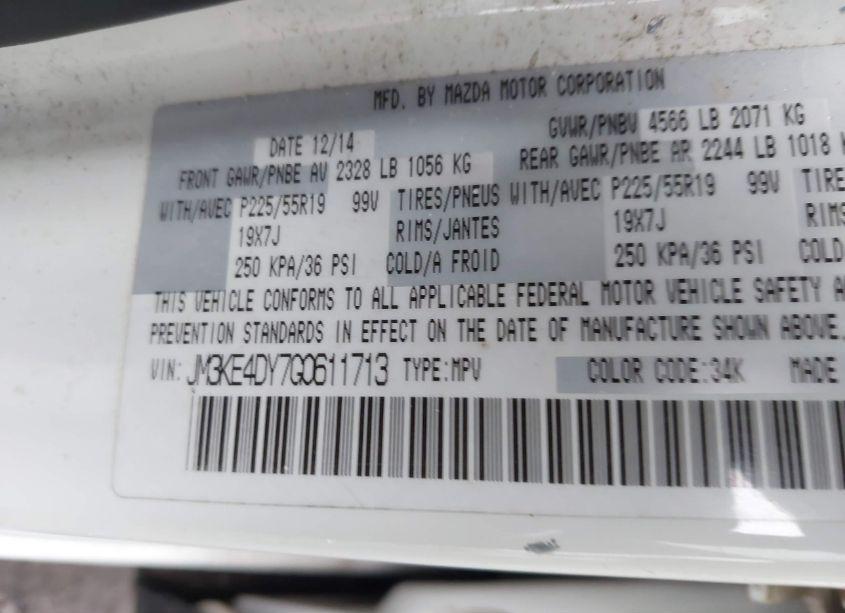 MFD. BY MAZDA MOTOR CORPORATION
DATE 12/14 GVWR/PNBV 4566 LB 2071 KG
FRONT GAWR/PNBE AV 2328 LB 1056 KG REAR GAWR/PNBE AR 2244 LB 1018 K
WITH/AVEC P225/55R19 99V TIRES/PNEUS WITH/AVEC P225/55R19 99V TIRE
19X7J RIMS/JANTES 19X7J RIMS
250 KPA/36 PSI COLD/A FROID 250 KPA/36 PSI COLD
THIS VEHICLE CONFORMS TO ALL APPLICABLE FEDERAL MOTOR VEHICLE SAFETY A
PREVENTION STANDARDS IN EFFECT ON THE DATE OF MANUFACTURE SHOWN ABOVE.
VIN: JM3KE4DY7G0611713 TYPE:MPV COLOR CODE:34K MADE